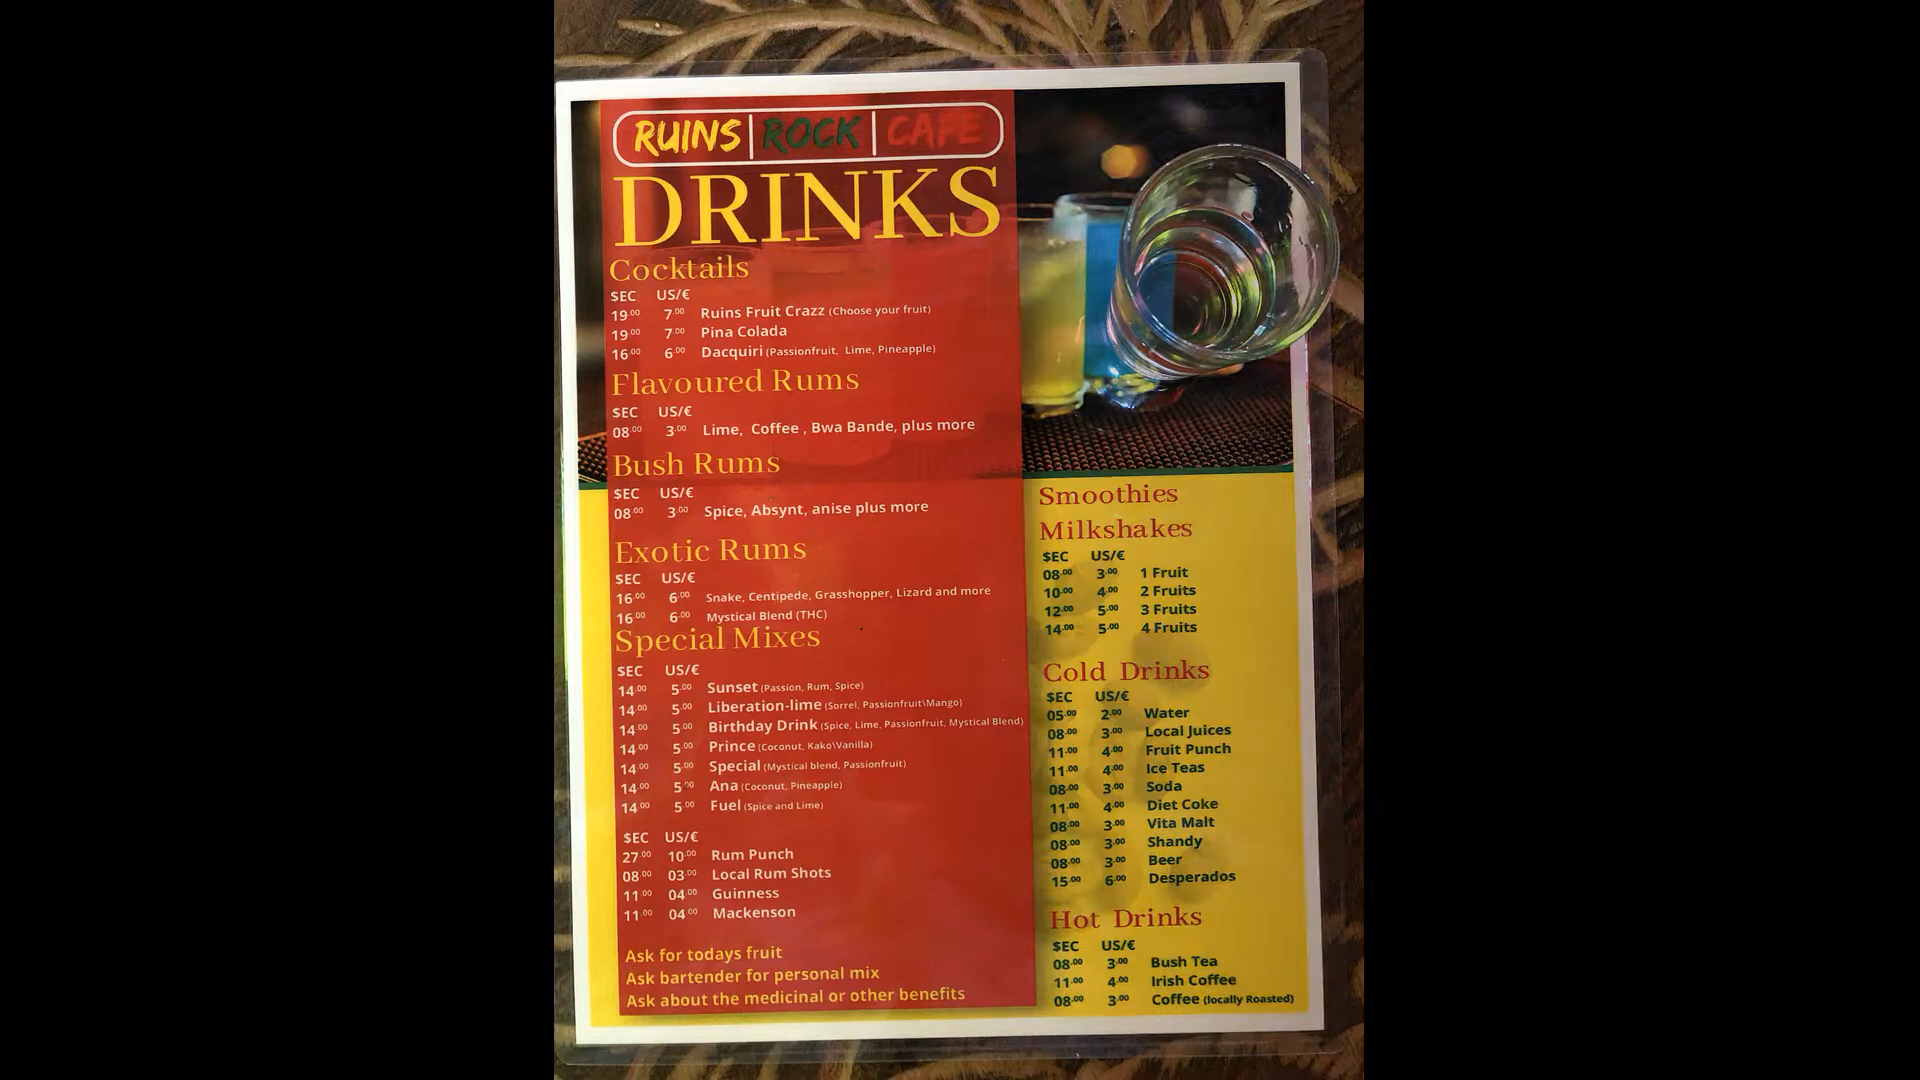 RUINS ROCK CAFE
DRINKS
Cocktails
$EC US/€
19.00 7.00 Ruins Fruit Crazz (Choose your fruit)
19.00 7.00 Pina Colada
16.00 6.00 Dacquiri (Passionfruit, Lime, Pineapple)
Flavoured Rums
$EC US/€
08.00 3.00 Lime, Coffee , Bwa Bande, plus more
Bush Rums
$EC US/€
08.00 3.00 Spice, Absynt, anise plus more
Exotic Rums
$EC US/€
16.00 6.00 Snake, Centipede, Grasshopper, Lizard and more
16.00 6.00 Mystical Blend (THC)
Special Mixes
$EC US/€
14.00 5.00 Sunset (Passion, Rum, Spice)
14.00 5.00 Liberation-lime (Sorrel, Passionfruit\Mango)
14.00 5.00 Birthday Drink (Spice, Lime, Passionfruit, Mystical Blend)
14.00 5.00 Prince (Coconut, Kako\Vanilla)
14.00 5.00 Special (Mystical blend, Passionfruit)
14.00 5.00 Ana (Coconut, Pineapple)
14.00 5.00 Fuel (Spice and Lime)
$EC US/€
27.00 10.00 Rum Punch
08.00 03.00 Local Rum Shots
11.00 04.00 Guinness
11.00 04.00 Mackenson
Ask for todays fruit
Ask bartender for personal mix
Ask about the medicinal or other benefits
Smoothies
Milkshakes
$EC US/€
08.00 3.00 1 Fruit
10.00 4.00 2 Fruits
12.00 5.00 3 Fruits
14.00 5.00 4 Fruits
Cold Drinks
$EC US/€
05.00 2.00 Water
08.00 3.00 Local Juices
11.00 4.00 Fruit Punch
11.00 4.00 Ice Teas
08.00 3.00 Soda
11.00 4.00 Diet Coke
08.00 3.00 Vita Malt
08.00 3.00 Shandy
08.00 3.00 Beer
15.00 6.00 Desperados
Hot Drinks
$EC US/€
08.00 3.00 Bush Tea
11.00 4.00 Irish Coffee
08.00 3.00 Coffee (locally Roasted)